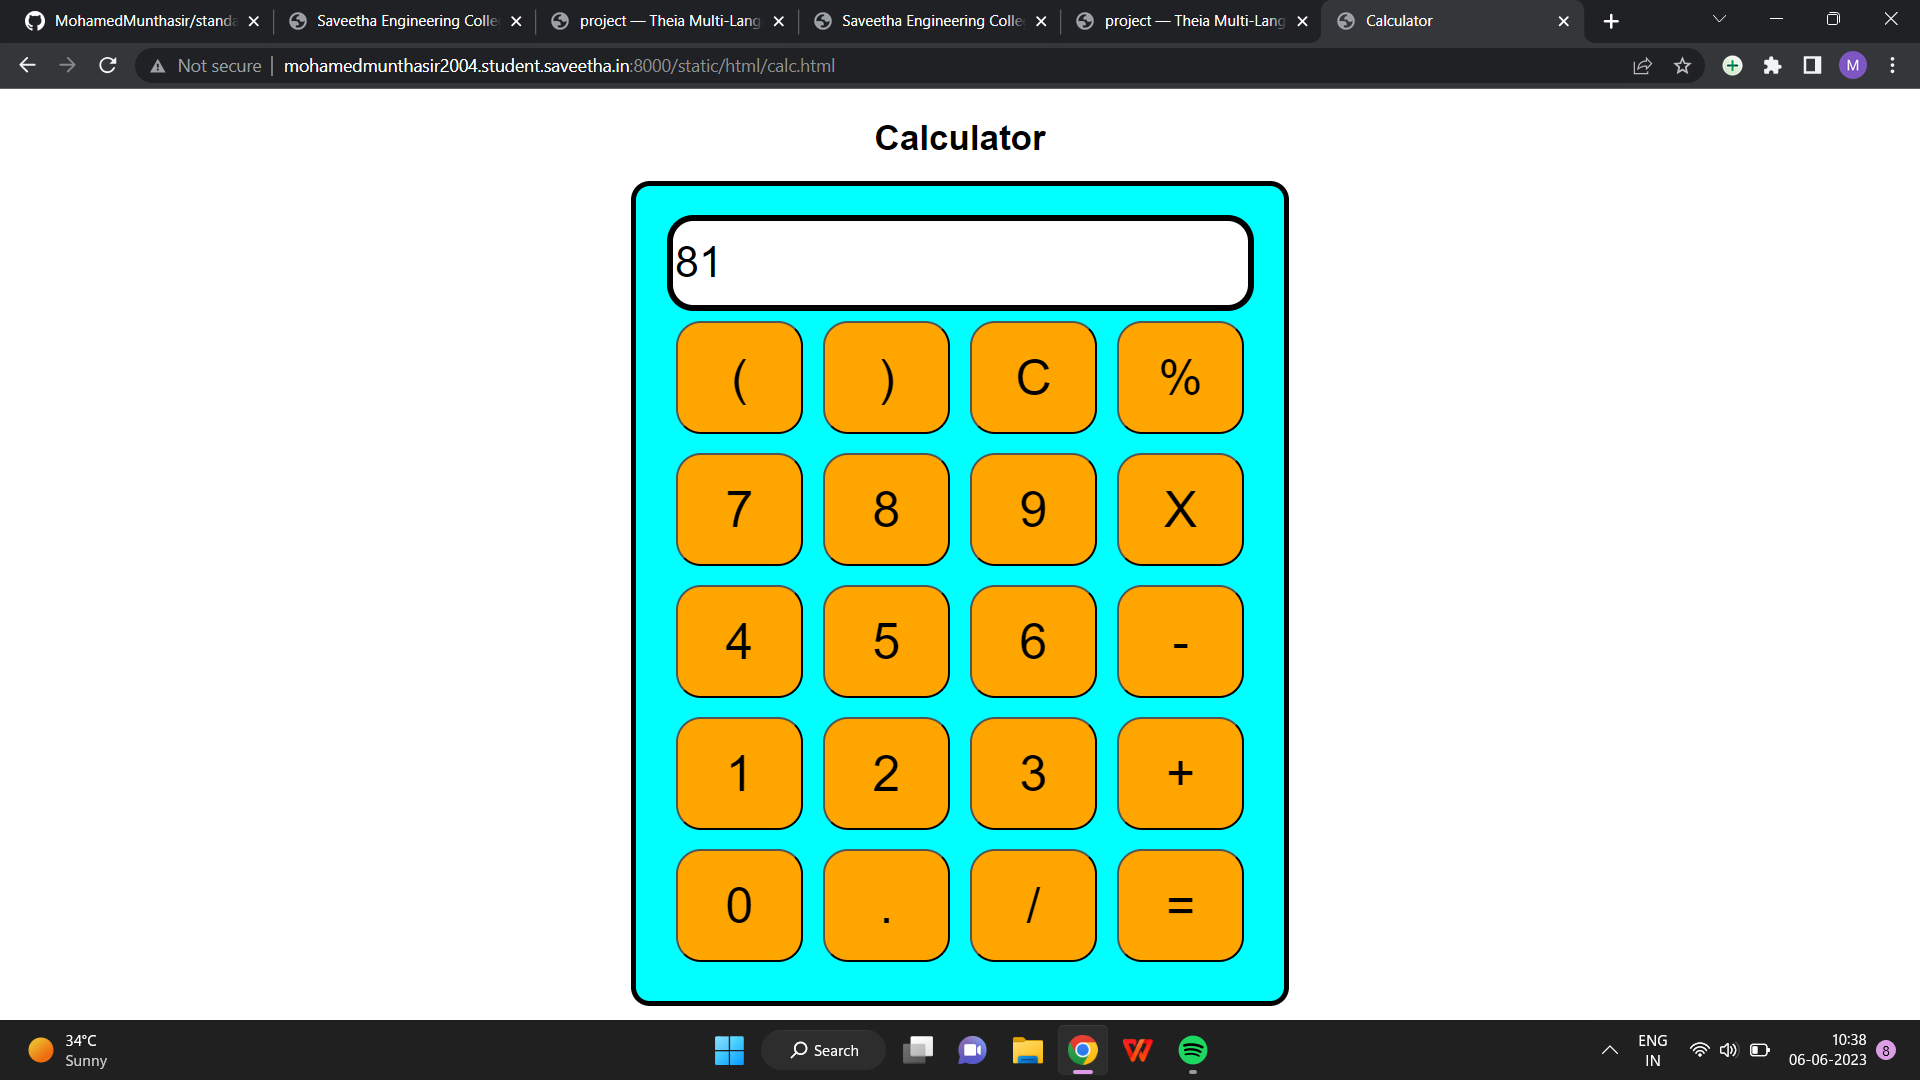 MohamedMunthasir/standa
Saveetha Engineering Colle
project — Theia Multi-Lang
Saveetha Engineering Colle
project — Theia Multi-Lang
Calculator
Not secure
mohamedmunthasir2004.student.saveetha.in:8000/static/html/calc.html
M
Calculator
81
( ) C %
7 8 9 X
4 5 6 -
1 2 3 +
0 . / =
34°C
Sunny
Search
ENG
IN
10:38
06-06-2023
8